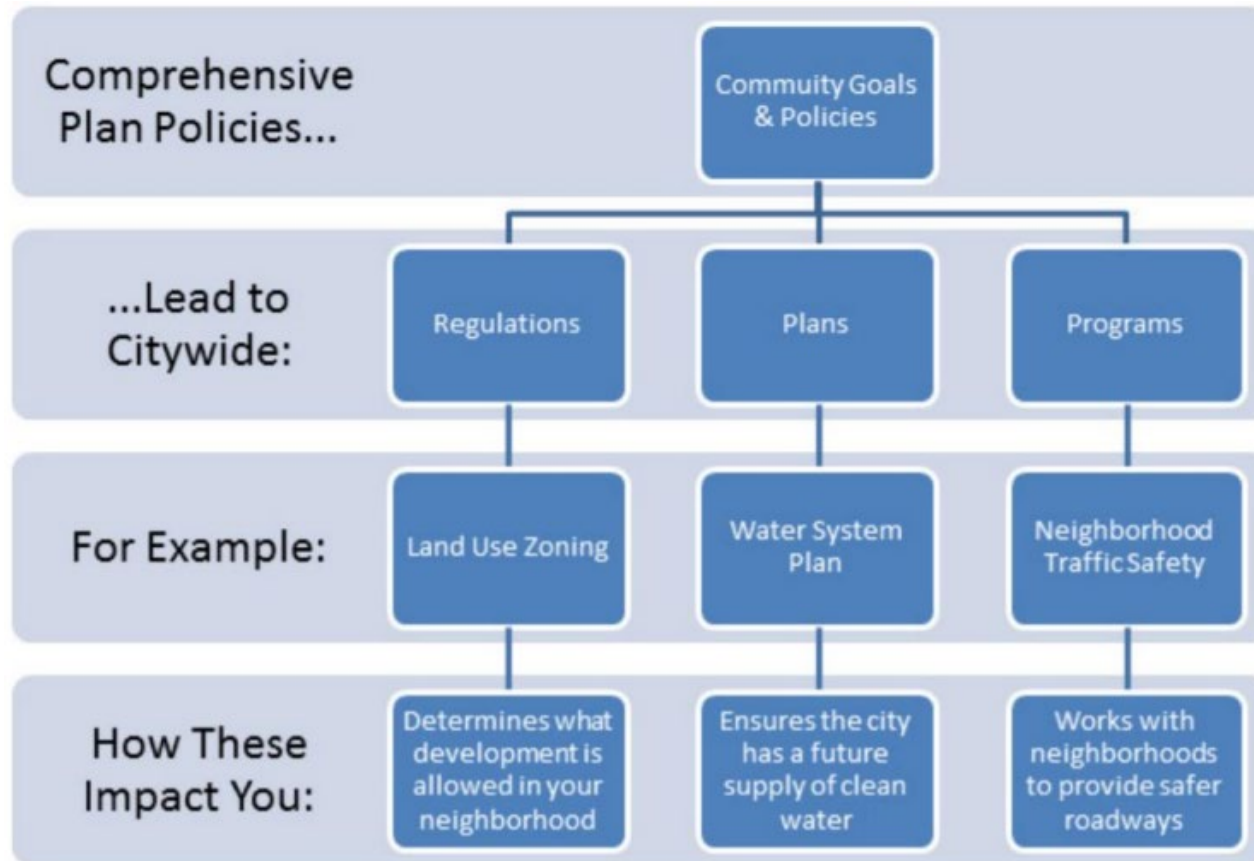 Comprehensive
Plan Policies...
Commuity Goals
& Policies
...Lead to
Citywide:
Regulations
Plans
Programs
For Example:
Land Use Zoning
Water System
Plan
Neighborhood
Traffic Safety
How These
Impact You:
Determines what
development is
allowed in your
neighborhood
Ensures the city
has a future
supply of clean
water
Works with
neighborhoods
to provide safer
roadways